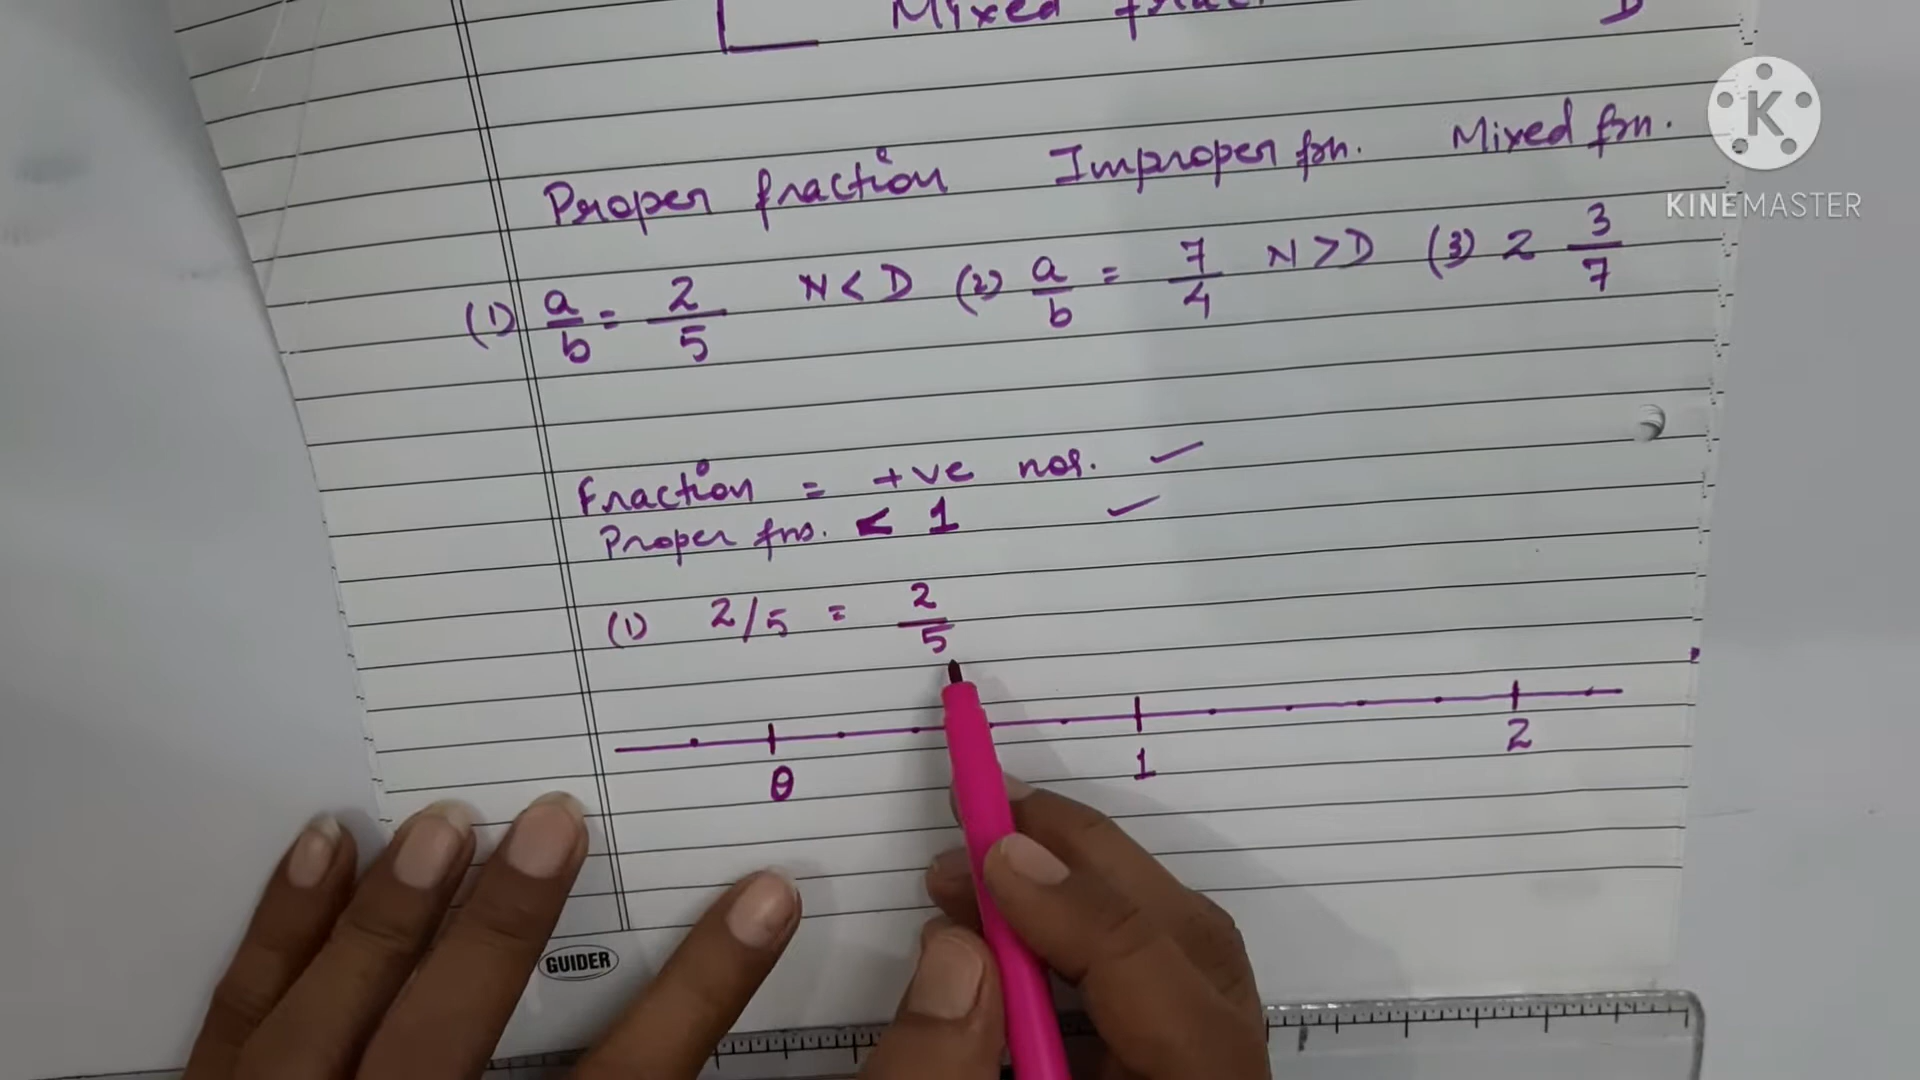 Mixed
D
Proper fraction Improper frn. Mixed frn.
(1) a/b = 2/5 N < D (2) a/b = 7/4 N > D (3) 2 3/7
Fraction = +ve nos. ✓
Proper frs. < 1 ✓
(1) 2/5 = 2/5
0 1 2
GUIDER
K
KINEMASTER